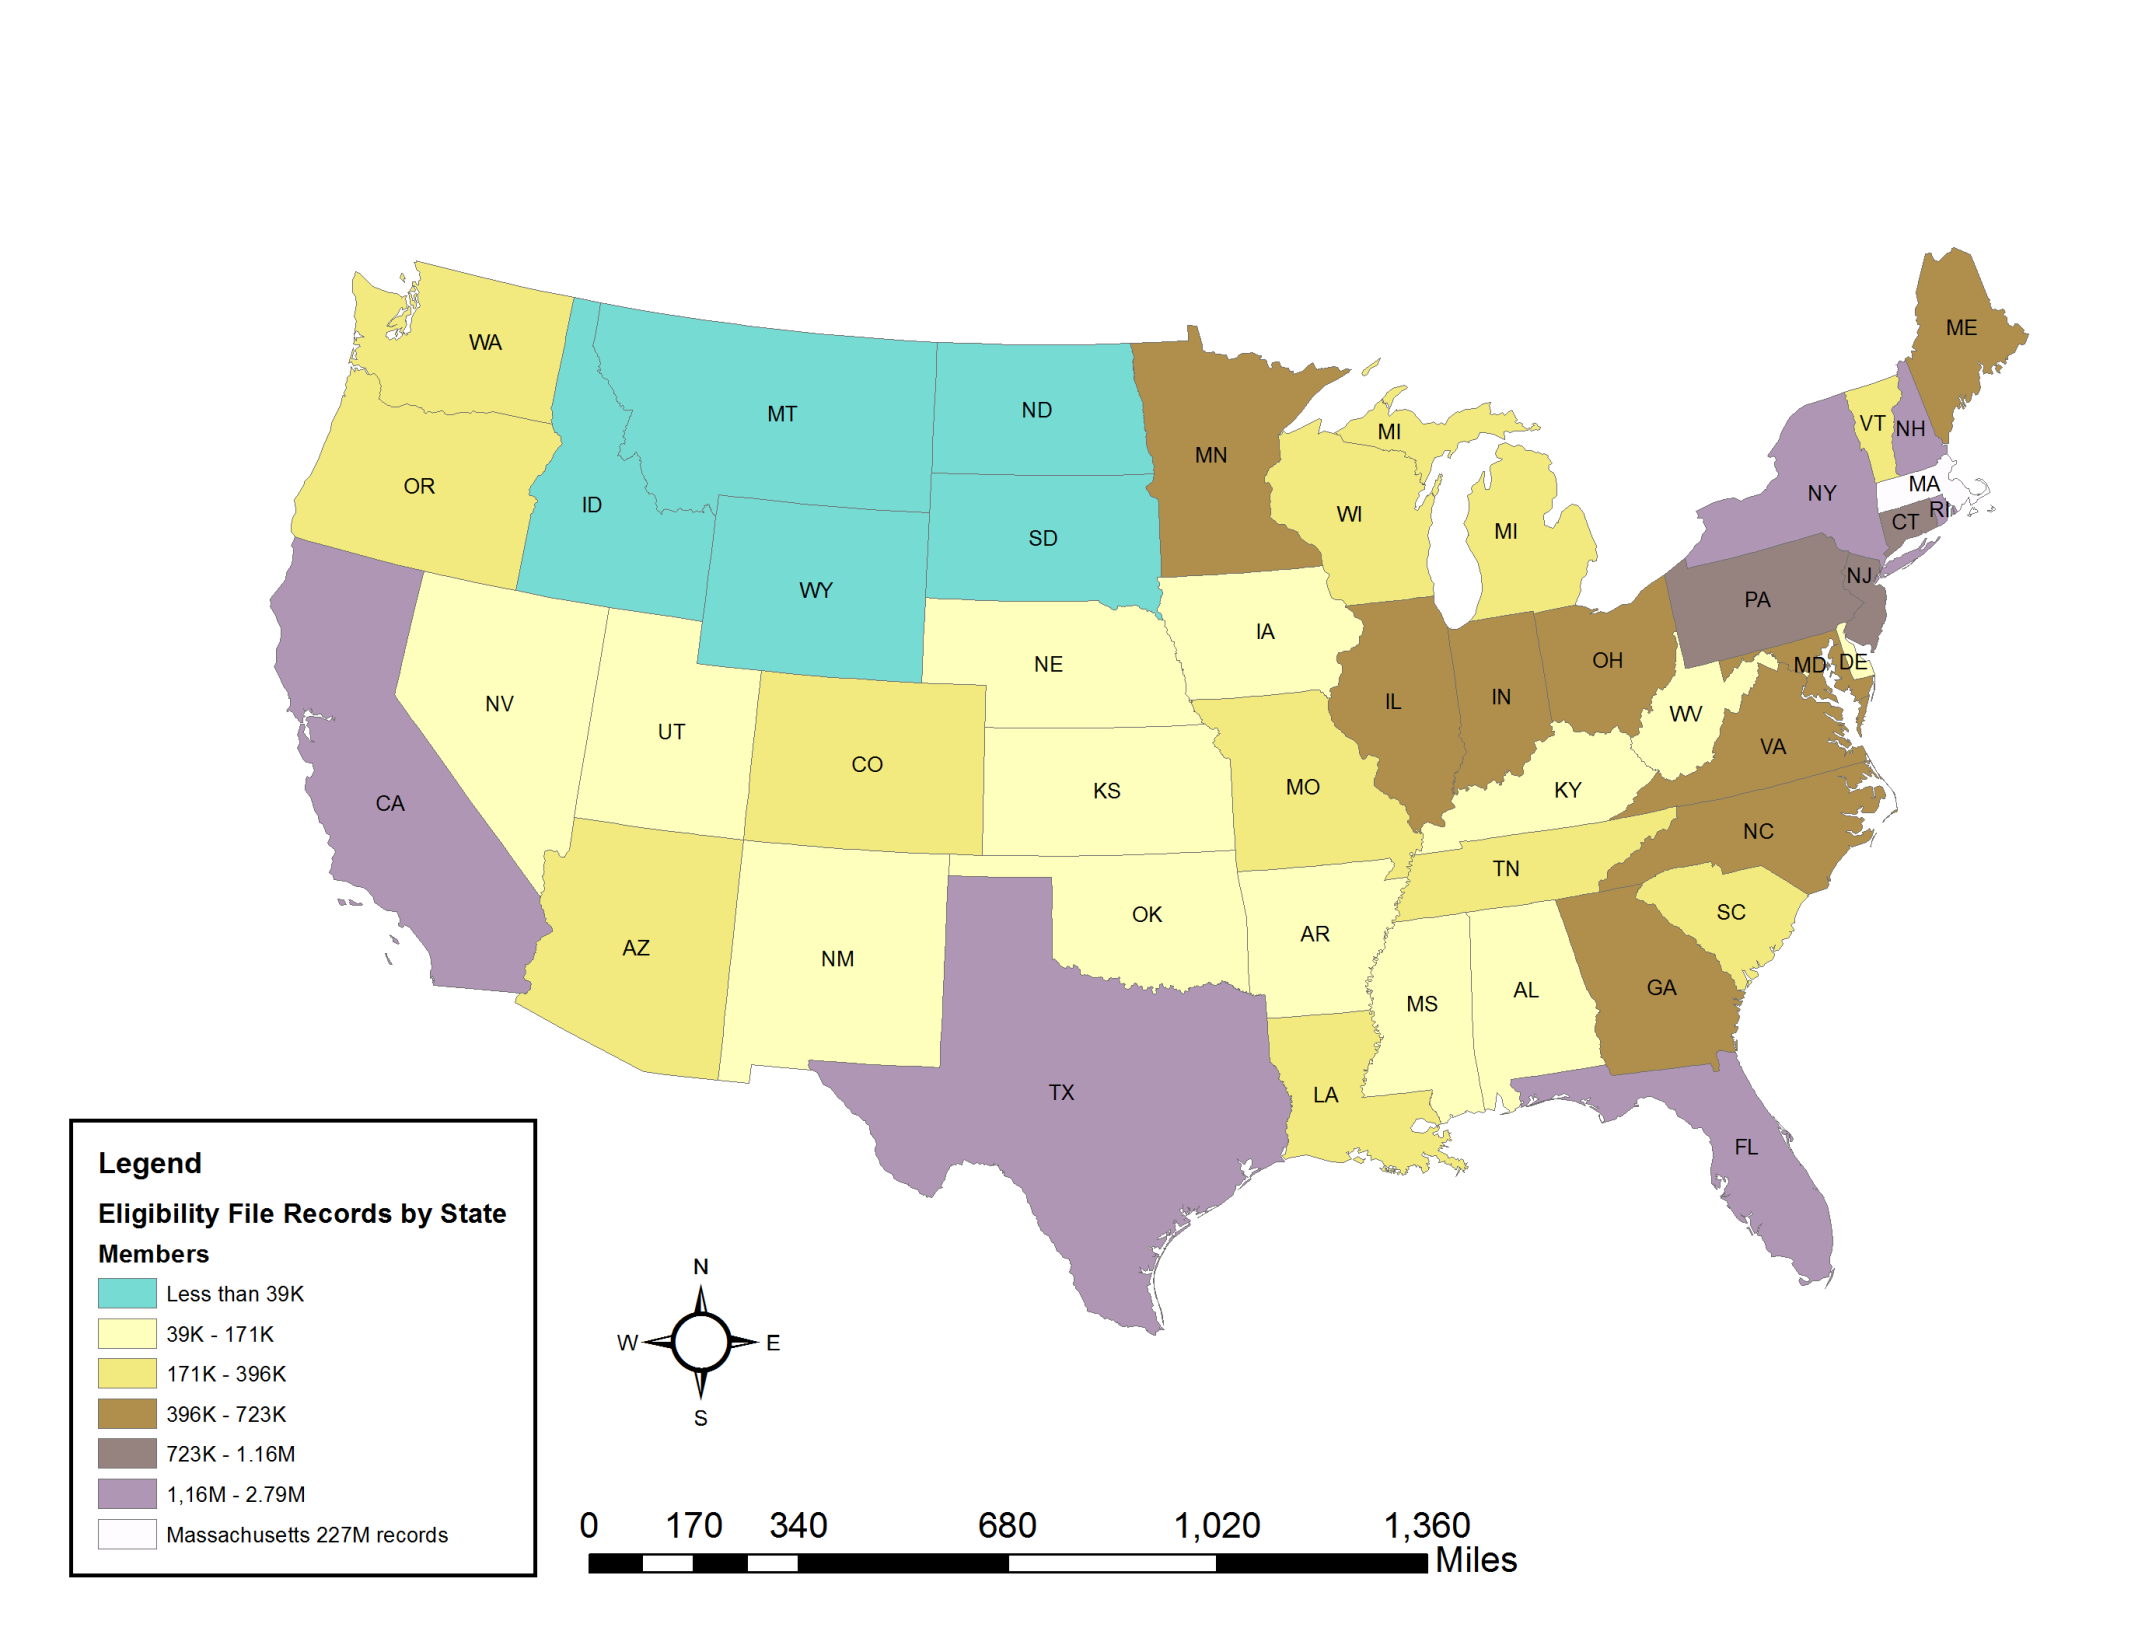 ME
WA
MT
ND
MI
VT
NH
MN
OR
MA
NY
ID
RI
WI
CT
MI
SD
NJ
WY
PA
IA
OH
NE
MD
DE
IN
IL
NV
WV
UT
VA
CO
MO
KY
KS
CA
NC
TN
SC
OK
AR
AZ
NM
GA
AL
MS
TX
LA
FL
Legend
Eligibility File Records by State
Members
Less than 39K
39K - 171K
171K - 396K
396K - 723K
723K - 1.16M
1,16M - 2.79M
Massachusetts 227M records
N
W
E
S
0 170 340 680 1,020 1,360
Miles